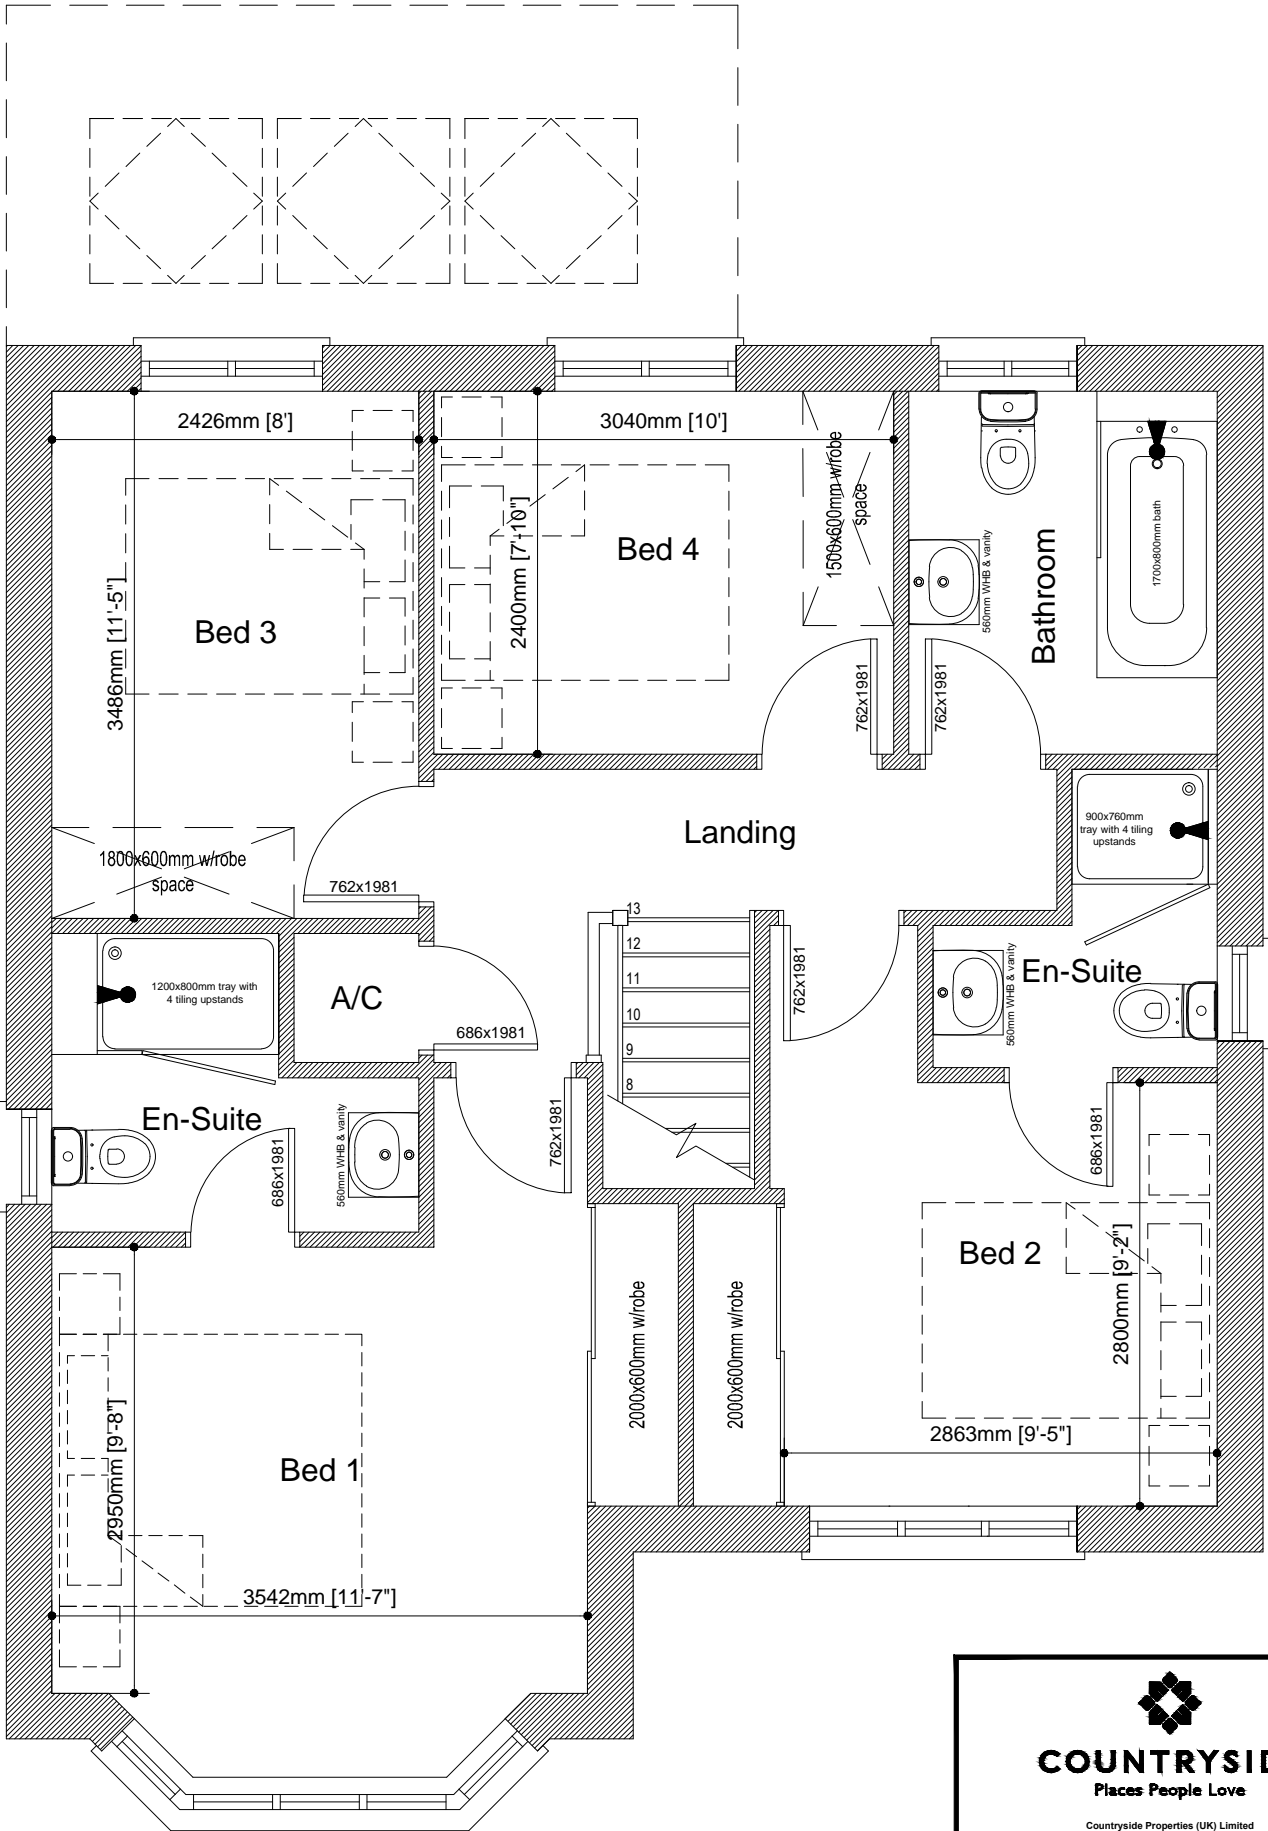 2426mm [8']
3040mm [10']
1500x600mm w/robe
space
3486mm [11'-5"]
Bed 3
2400mm [7'-10"]
Bed 4
560mm WHB & vanity
Bathroom
1700x800mm bath
762x1981
762x1981
1800x600mm w/robe
space
762x1981
Landing
900x760mm
tray with 4 tiling
upstands
13
12
11
10
9
8
1200x800mm tray with
4 tiling upstands
A/C
686x1981
762x1981
560mm WHB & vanity
En-Suite
En-Suite
686x1981
560mm WHB & vanity
762x1981
686x1981
2950mm [9'-8"]
Bed 1
3542mm [11'-7"]
2000x600mm w/robe
2000x600mm w/robe
Bed 2
2800mm [9'-2"]
2863mm [9'-5"]
COUNTRYSID
Places People Love
Countryside Properties (UK) Limited